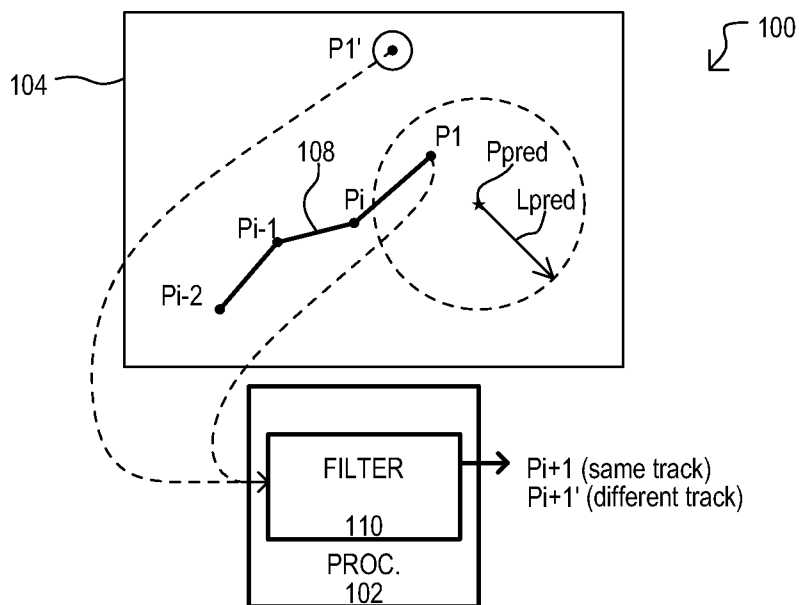 100
P1'
104
P1
108
Ppred
Pi
Lpred
Pi-1
Pi-2
FILTER
Pi+1 (same track)
Pi+1' (different track)
110
PROC.
102